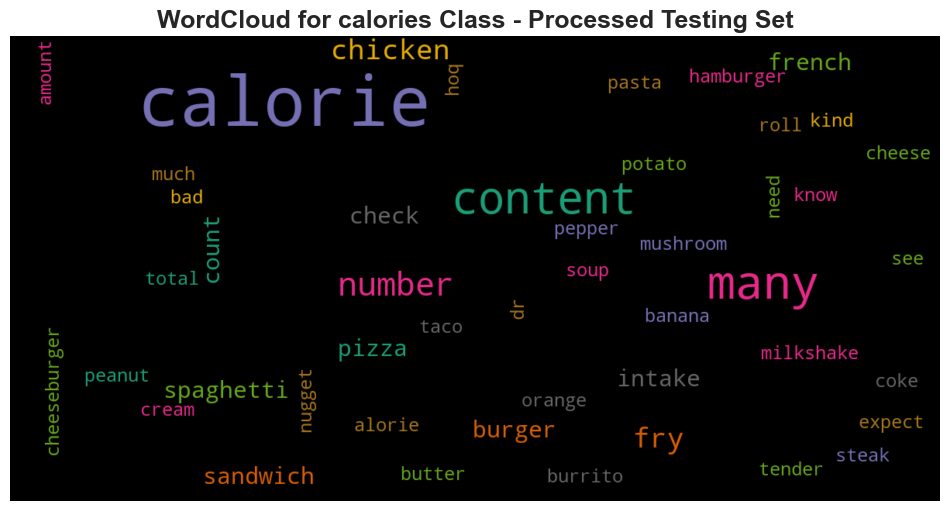 WordCloud for calories Class - Processed Testing Set
amount
chicken
hoq
french
calorie
pasta
hamburger
roll
kind
cheese
much
bad
potato
need
know
content
check
count
pepper
mushroom
see
total
number
soup
many
dr
taco
banana
pizza
milkshake
cheeseburger
peanut
spaghetti
nugget
intake
coke
cream
orange
alorie
burger
fry
expect
steak
sandwich
butter
burrito
tender